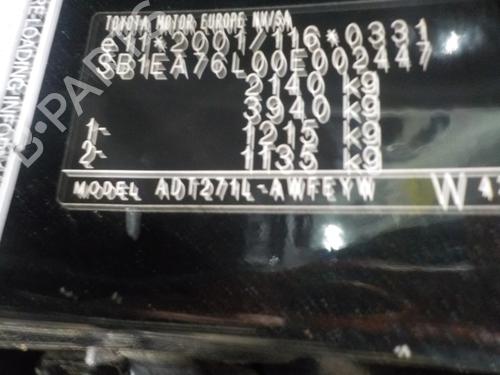 TOYOTA MOTOR EUROPE NV/SA
e11*2001/116*0331
SB1EA76L00E002447
2140 kg
3940 kg
1- 1215 kg
2- 1135 kg
MODEL ADT271L-AWFEYW W
B-PARTS